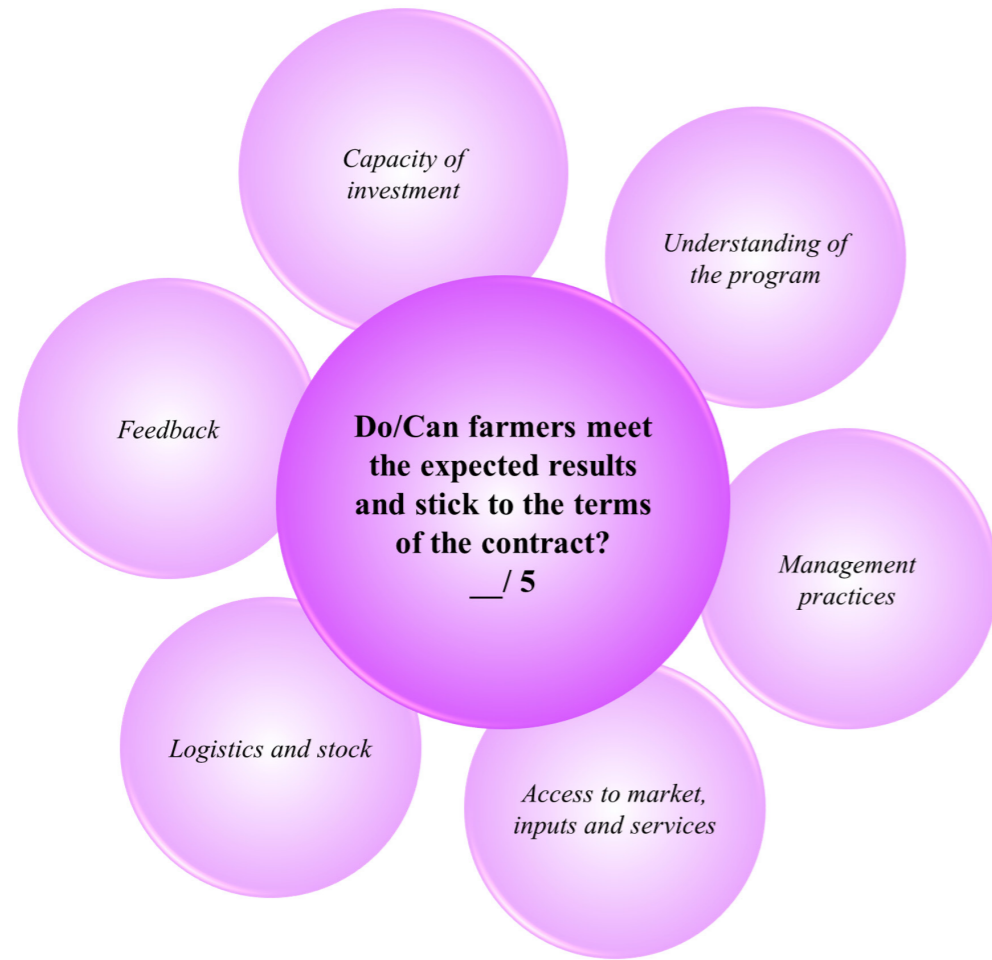 Capacity of
investment
Understanding of
the program
Feedback
Do/Can farmers meet
the expected results
and stick to the terms
of the contract?
__/ 5
Management
practices
Logistics and stock
Access to market,
inputs and services